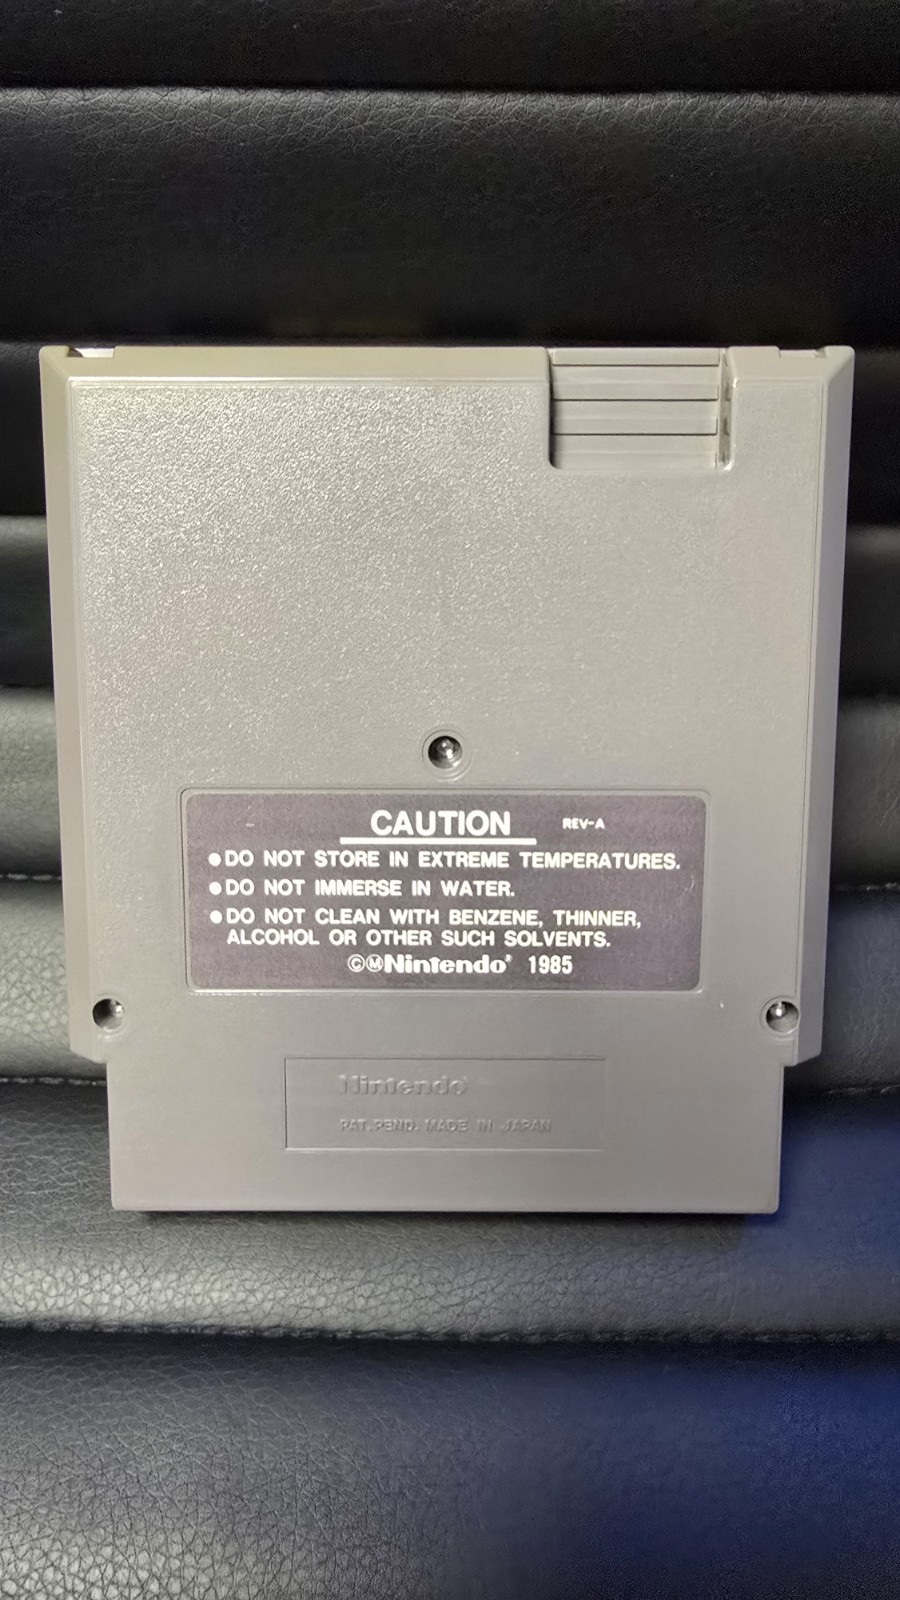 CAUTION REV-A
●DO NOT STORE IN EXTREME TEMPERATURES.
●DO NOT IMMERSE IN WATER.
●DO NOT CLEAN WITH BENZENE, THINNER,
ALCOHOL OR OTHER SUCH SOLVENTS.
©ⓂNintendo® 1985
Nintendo
PAT. PEND. MADE IN JAPAN